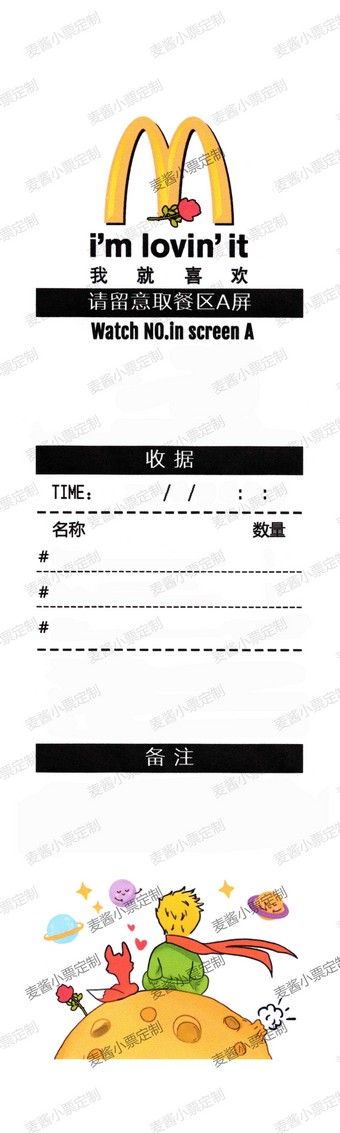 i'm lovin' it
我就喜欢
请留意取餐区A屏
Watch NO.in screen A
收据
TIME: / / : :
名称 数量
#
#
#
备注
麦酱小票定制